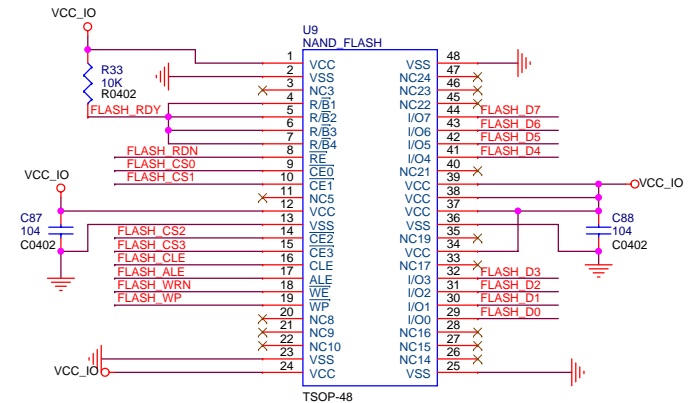 VCC_IO
U9
NAND_FLASH
R33
10K
R0402
FLASH_RDY
1 VCC VSS 48
2 VSS NC24 47
3 NC3 NC23 46
4 R/B1 NC22 45
5 R/B2 I/O7 44 FLASH_D7
6 R/B3 I/O6 43 FLASH_D6
7 R/B4 I/O5 42 FLASH_D5
FLASH_RDN 8 RE I/O4 41 FLASH_D4
FLASH_CS0 9 CE0 NC21 40
FLASH_CS1 10 CE1 VCC 39 VCC_IO
VCC_IO
11 NC5 VCC 38
12 VCC VCC 37
13 VSS VSS 36
C87
104
C0402
C88
104
C0402
FLASH_CS2 14 CE2 NC19 35
FLASH_CS3 15 CE3 VCC 34
FLASH_CLE 16 CLE NC17 33
FLASH_ALE 17 ALE I/O3 32 FLASH_D3
FLASH_WRN 18 WE I/O2 31 FLASH_D2
FLASH_WP 19 WP I/O1 30 FLASH_D1
20 NC8 I/O0 29 FLASH_D0
21 NC9 NC16 28
22 NC10 NC15 27
23 VSS NC14 26
VCC_IO 24 VCC VSS 25
TSOP-48